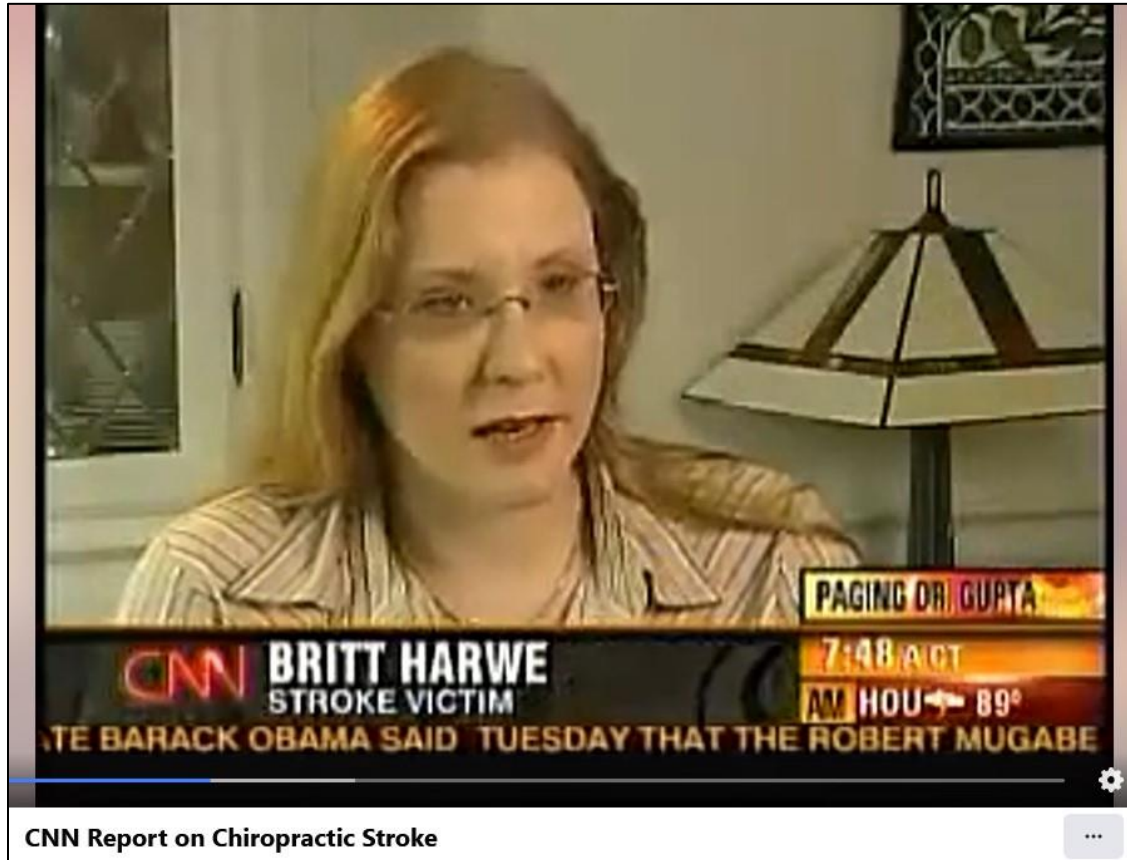 PAGING DR. GUPTA
CNN
BRITT HARWE
STROKE VICTIM
7:48 A CT
AM HOU 89°
TE BARACK OBAMA SAID TUESDAY THAT THE ROBERT MUGABE
CNN Report on Chiropractic Stroke